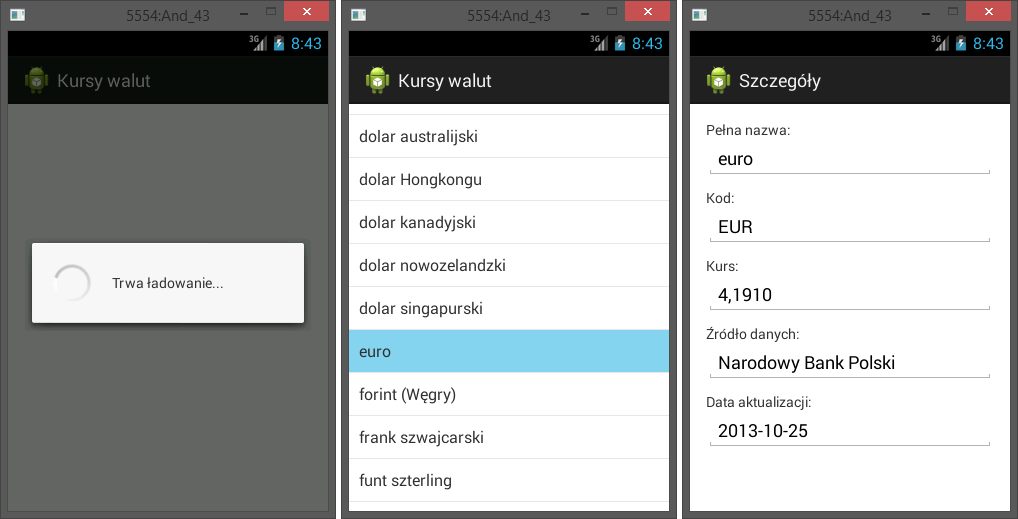 5554:And_43
3G 8:43
Kursy walut
Trwa ładowanie...
5554:And_43
3G 8:43
Kursy walut
dolar australijski
dolar Hongkongu
dolar kanadyjski
dolar nowozelandzki
dolar singapurski
euro
forint (Węgry)
frank szwajcarski
funt szterling
5554:And_43
3G 8:43
Szczegóły
Pełna nazwa:
euro
Kod:
EUR
Kurs:
4,1910
Źródło danych:
Narodowy Bank Polski
Data aktualizacji:
2013-10-25